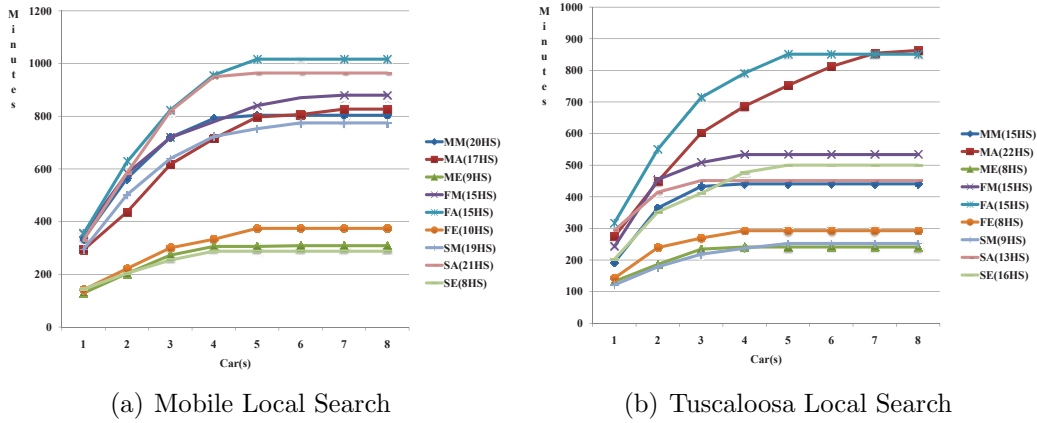 Minutes
1200
1000
800
600
400
200
0
1 2 3 4 5 6 7 8
Car(s)
MM(20HS)
MA(17HS)
ME(9HS)
FM(15HS)
FA(15HS)
FE(10HS)
SM(19HS)
SA(21HS)
SE(8HS)
(a) Mobile Local Search
Minutes
1000
900
800
700
600
500
400
300
200
100
0
1 2 3 4 5 6 7 8
Car(s)
MM(15HS)
MA(22HS)
ME(8HS)
FM(15HS)
FA(15HS)
FE(8HS)
SM(9HS)
SA(13HS)
SE(16HS)
(b) Tuscaloosa Local Search